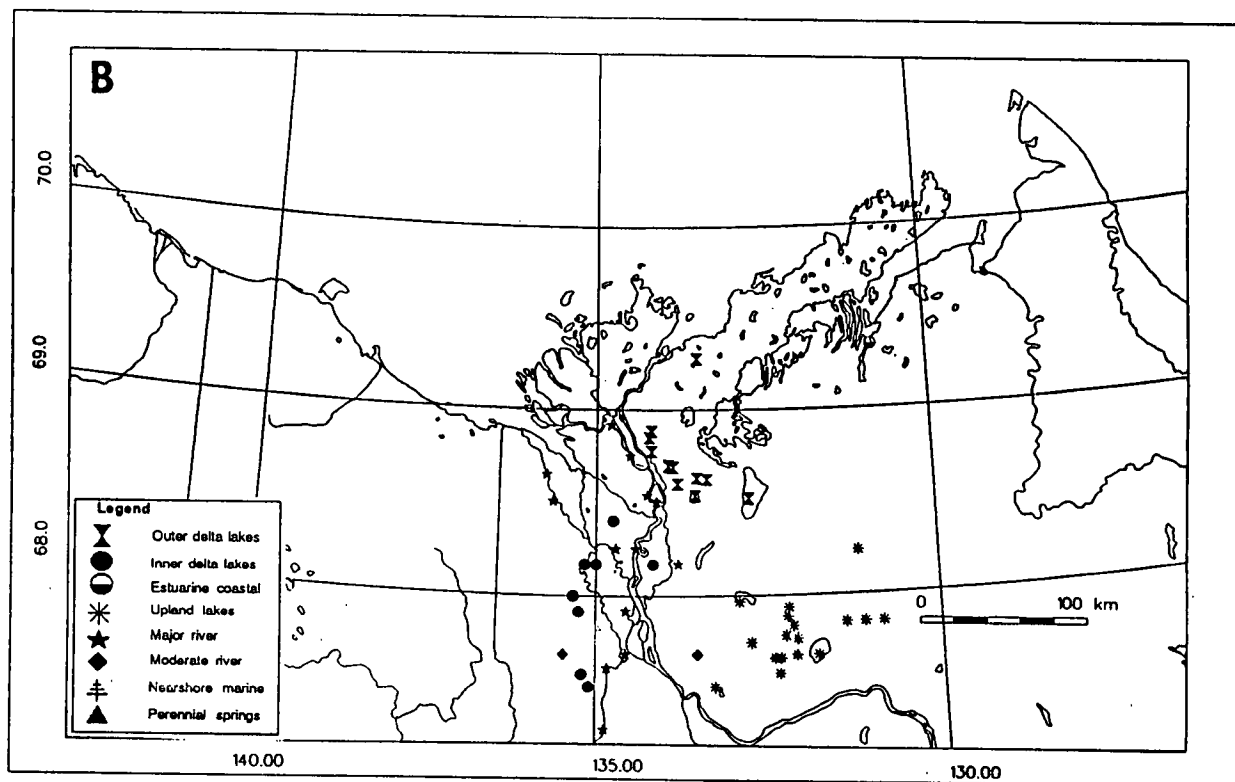 B
70.0
69.0
68.0
Legend
Outer delta lakes
Inner delta lakes
Estuarine coastal
Upland lakes
Major river
Moderate river
Nearshore marine
Perennial springs
0 100 km
140.00 135.00 130.00